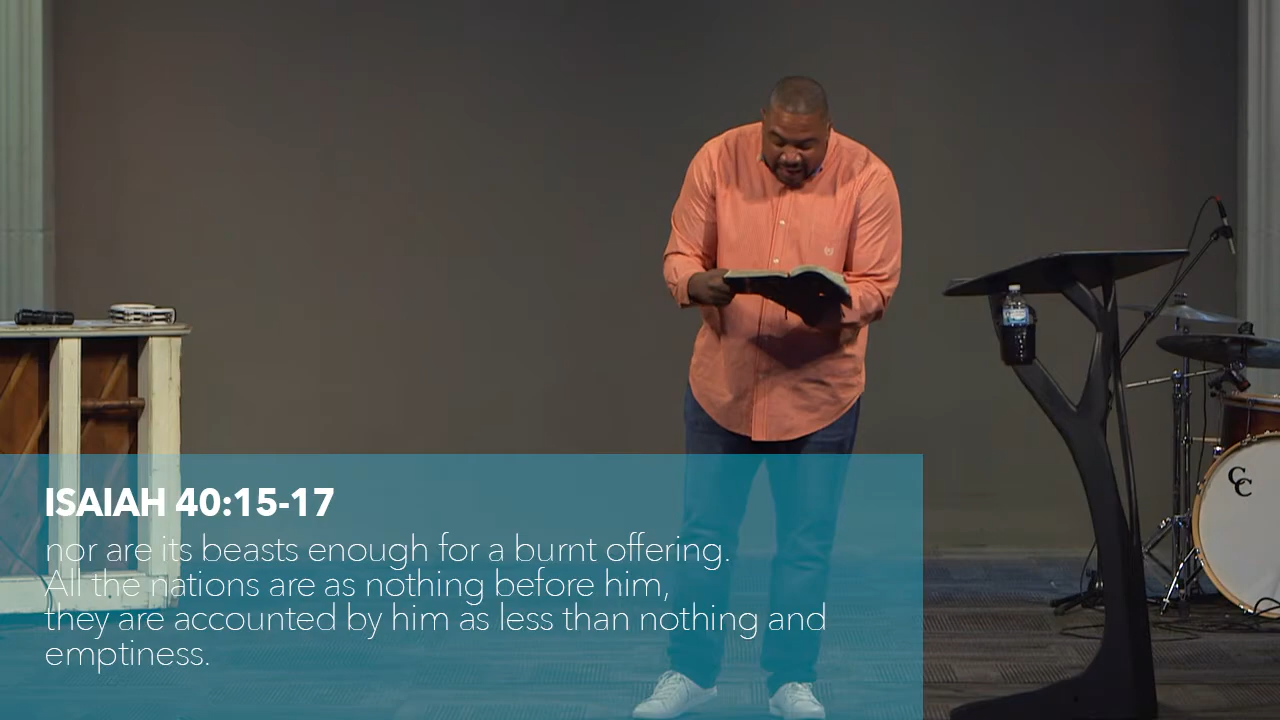 ISAIAH 40:15-17
nor are its beasts enough for a burnt offering.
All the nations are as nothing before him,
they are accounted by him as less than nothing and
emptiness.
CC